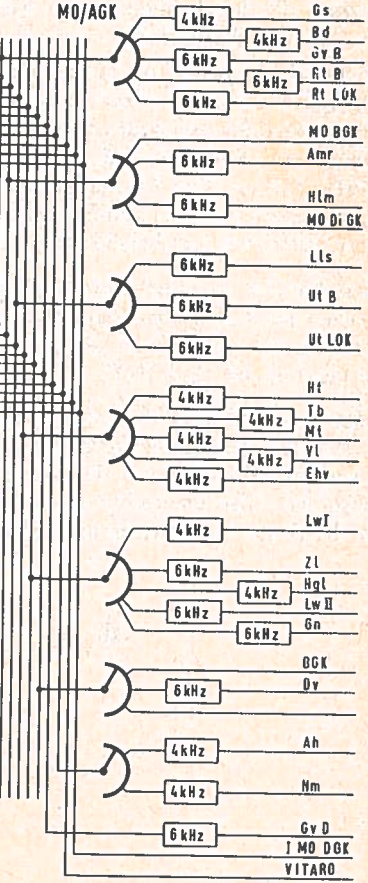 MO/AGK
4kHz Gs
4kHz Bd
6kHz Gv B
6kHz Rt B
6kHz Rt LOK
MO BGK
6kHz Amr
6kHz Hlm
MO Di GK
6kHz Lls
6kHz Ut B
6kHz Ut LOK
4kHz Ht
4kHz Tb
4kHz Mt
4kHz Vl
4kHz Ehv
4kHz Lw I
6kHz Zl
4kHz Hgl
6kHz Lw II
6kHz Gn
BGK
6kHz Dv
4kHz Ah
4kHz Nm
6kHz Gv D
I MO DGK
VITARO